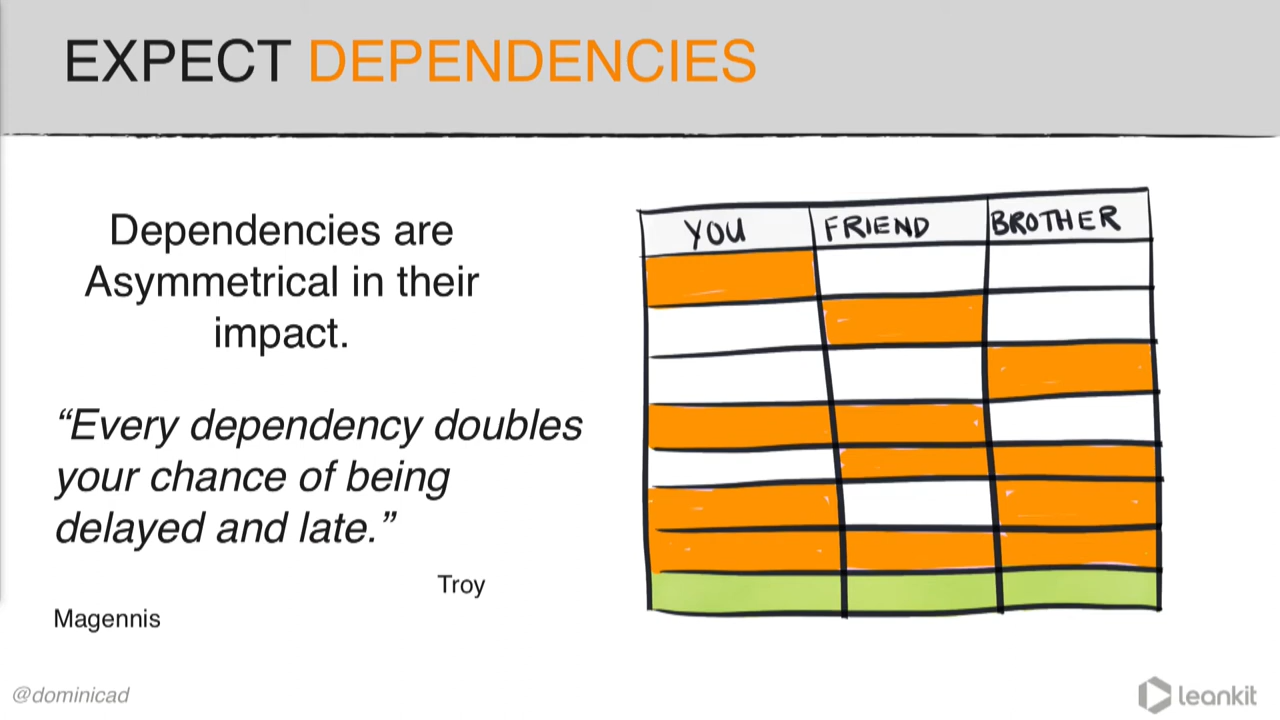 EXPECT DEPENDENCIES
Dependencies are
Asymmetrical in their
impact.
“Every dependency doubles
your chance of being
delayed and late.”
Troy
Magennis
YOU FRIEND BROTHER
@dominicad
leankit